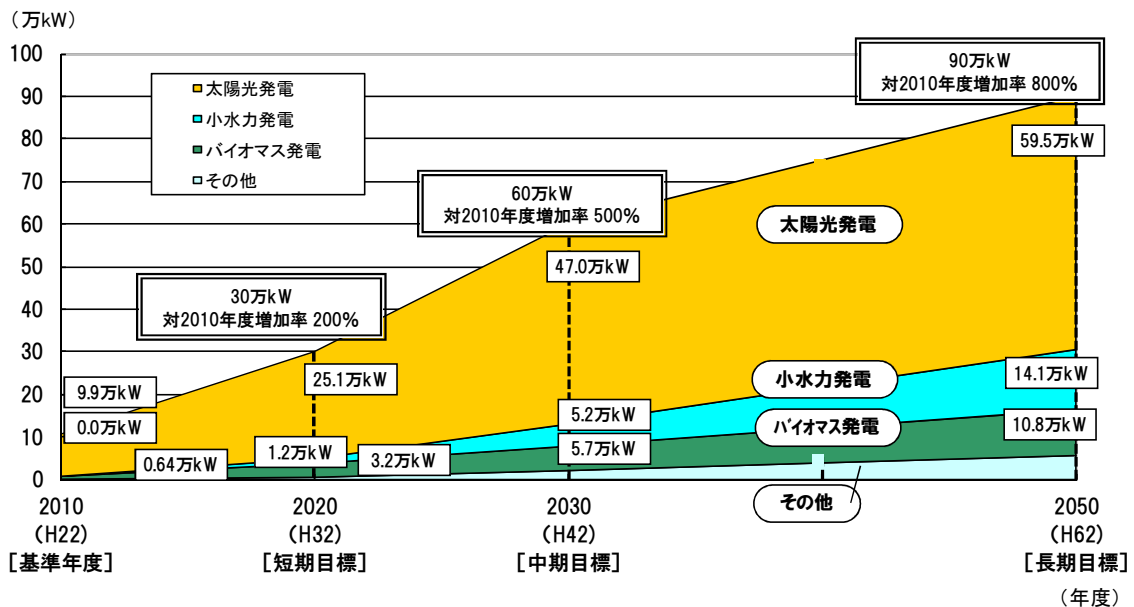 (万kW)
100
90
80
70
60
50
40
30
20
10
0
太陽光発電
小水力発電
バイオマス発電
その他
90万kW
対2010年度増加率 800%
59.5万kW
60万kW
対2010年度増加率 500%
太陽光発電
47.0万kW
30万kW
対2010年度増加率 200%
9.9万kW
25.1万kW
小水力発電
14.1万kW
0.0万kW
5.2万kW
バイオマス発電
10.8万kW
0.64万kW
1.2万kW
3.2万kW
5.7万kW
その他
2010
(H22)
[基準年度]
2020
(H32)
[短期目標]
2030
(H42)
[中期目標]
2050
(H62)
[長期目標]
(年度)